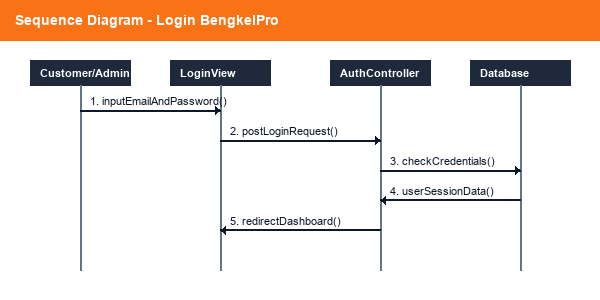 Sequence Diagram - Login BengkelPro
Customer/Admin
LoginView
AuthController
Database
1. inputEmailAndPassword()
2. postLoginRequest()
3. checkCredentials()
4. userSessionData()
5. redirectDashboard()